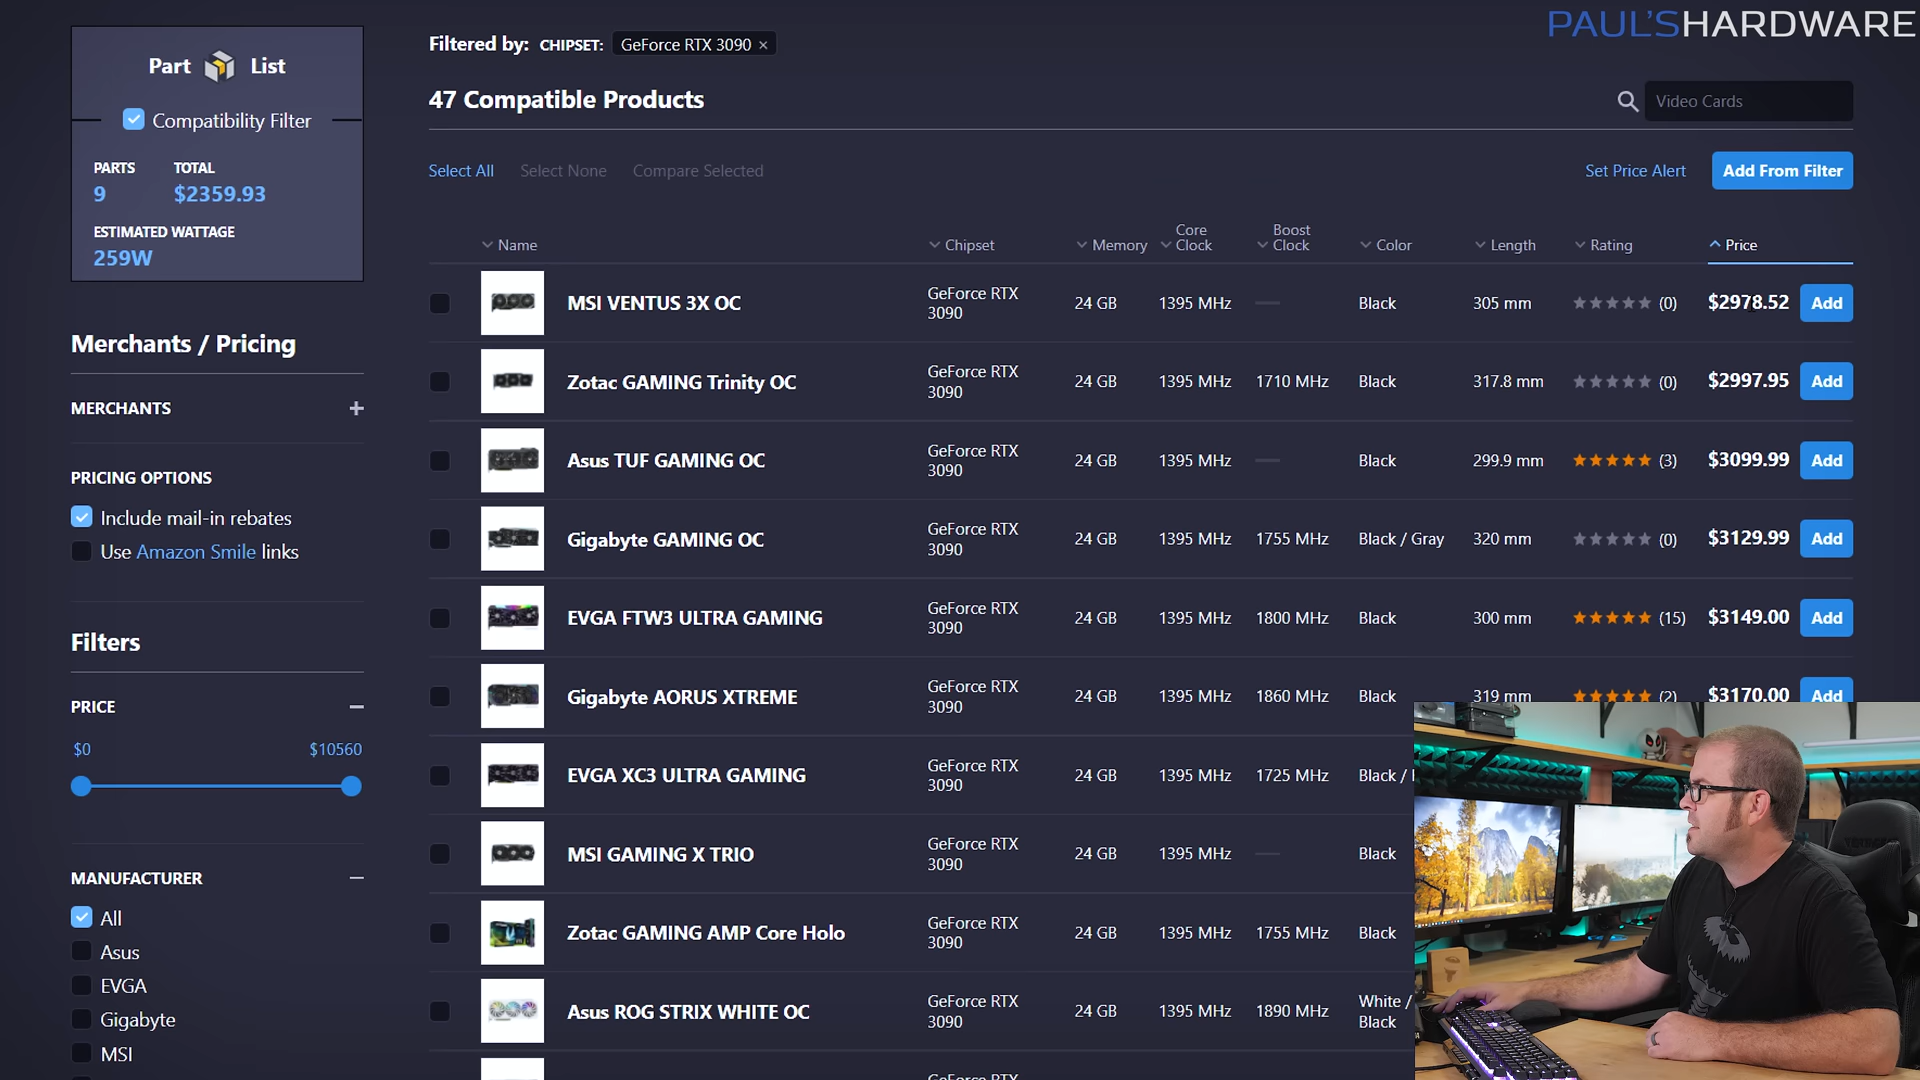 PAUL'SHARDWARE
Part List
Compatibility Filter
PARTS TOTAL
9 $2359.93
ESTIMATED WATTAGE
259W
Merchants / Pricing
MERCHANTS
PRICING OPTIONS
Include mail-in rebates
Use Amazon Smile links
Filters
PRICE
$0 $10560
MANUFACTURER
All
Asus
EVGA
Gigabyte
MSI
Filtered by: CHIPSET: GeForce RTX 3090 ×
47 Compatible Products
Video Cards
Select All Select None Compare Selected Set Price Alert Add From Filter
Name Chipset Memory Core Clock Boost Clock Color Length Rating Price
MSI VENTUS 3X OC GeForce RTX 3090 24 GB 1395 MHz — Black 305 mm (0) $2978.52 Add
Zotac GAMING Trinity OC GeForce RTX 3090 24 GB 1395 MHz 1710 MHz Black 317.8 mm (0) $2997.95 Add
Asus TUF GAMING OC GeForce RTX 3090 24 GB 1395 MHz — Black 299.9 mm (3) $3099.99 Add
Gigabyte GAMING OC GeForce RTX 3090 24 GB 1395 MHz 1755 MHz Black / Gray 320 mm (0) $3129.99 Add
EVGA FTW3 ULTRA GAMING GeForce RTX 3090 24 GB 1395 MHz 1800 MHz Black 300 mm (15) $3149.00 Add
Gigabyte AORUS XTREME GeForce RTX 3090 24 GB 1395 MHz 1860 MHz Black 319 mm (2) $3170.00 Add
EVGA XC3 ULTRA GAMING GeForce RTX 3090 24 GB 1395 MHz 1725 MHz Black /
MSI GAMING X TRIO GeForce RTX 3090 24 GB 1395 MHz — Black
Zotac GAMING AMP Core Holo GeForce RTX 3090 24 GB 1395 MHz 1755 MHz Black
Asus ROG STRIX WHITE OC GeForce RTX 3090 24 GB 1395 MHz 1890 MHz White / Black
GeForce RTX